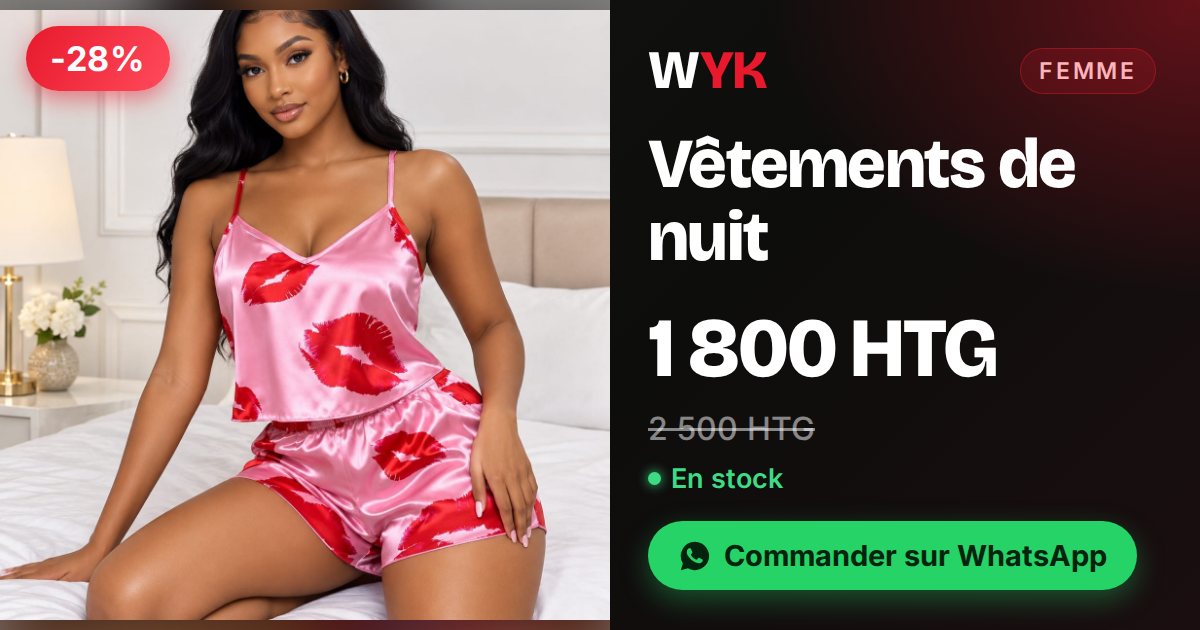 -28%
WYK
FEMME
Vêtements de
nuit
1 800 HTG
2 500 HTG
En stock
Commander sur WhatsApp